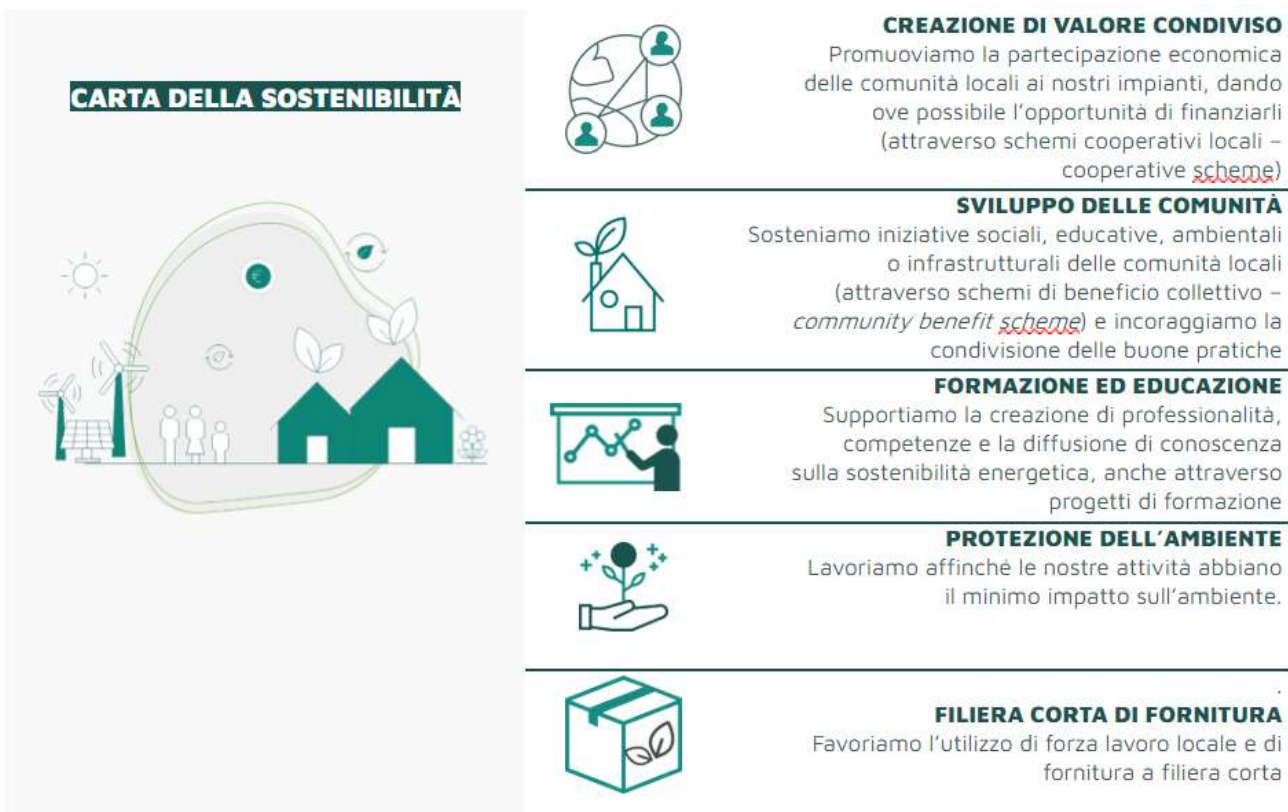 CARTA DELLA SOSTENIBILITÀ
CREAZIONE DI VALORE CONDIVISO
Promuoviamo la partecipazione economica
delle comunità locali ai nostri impianti, dando
ove possibile l'opportunità di finanziarli
(attraverso schemi cooperativi locali –
cooperative scheme)
SVILUPPO DELLE COMUNITÀ
Sosteniamo iniziative sociali, educative, ambientali
o infrastrutturali delle comunità locali
(attraverso schemi di beneficio collettivo –
community benefit scheme) e incoraggiamo la
condivisione delle buone pratiche
FORMAZIONE ED EDUCAZIONE
Supportiamo la creazione di professionalità,
competenze e la diffusione di conoscenza
sulla sostenibilità energetica, anche attraverso
progetti di formazione
PROTEZIONE DELL'AMBIENTE
Lavoriamo affinché le nostre attività abbiano
il minimo impatto sull'ambiente.
.
FILIERA CORTA DI FORNITURA
Favoriamo l'utilizzo di forza lavoro locale e di
fornitura a filiera corta